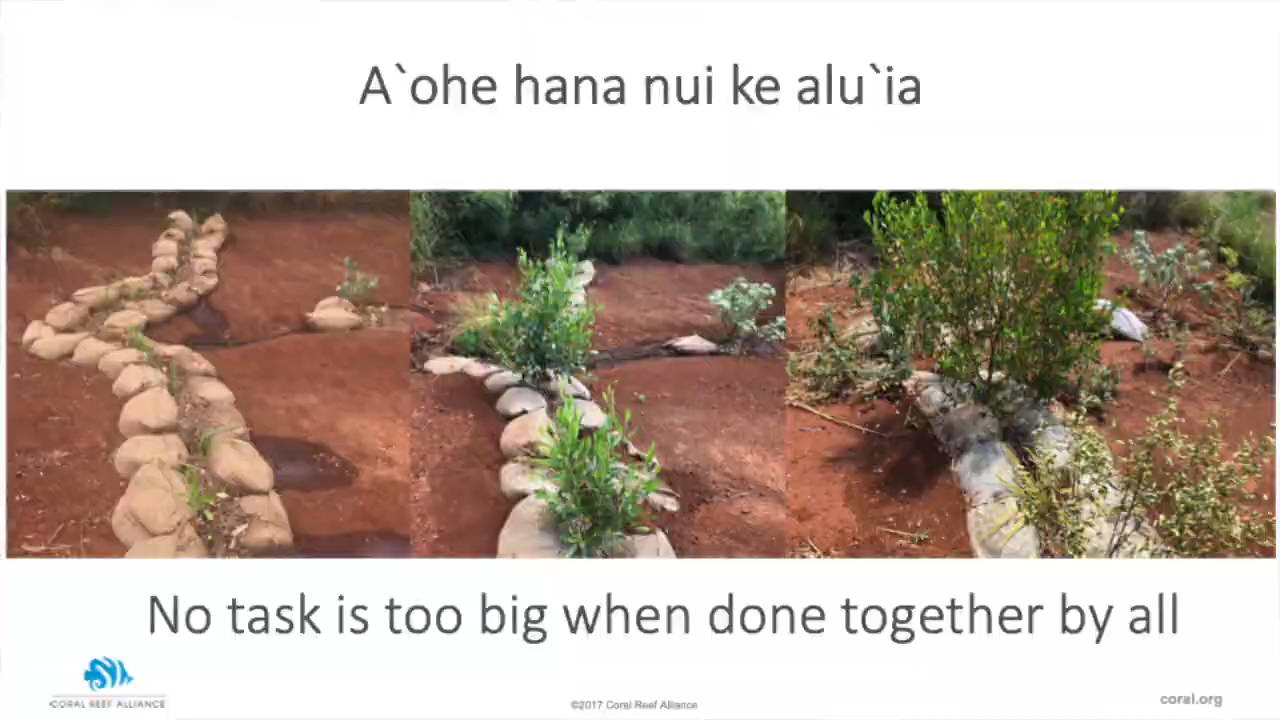 A`ohe hana nui ke alu`ia
No task is too big when done together by all
CORAL REEF ALLIANCE
©2017 Coral Reef Alliance
coral.org